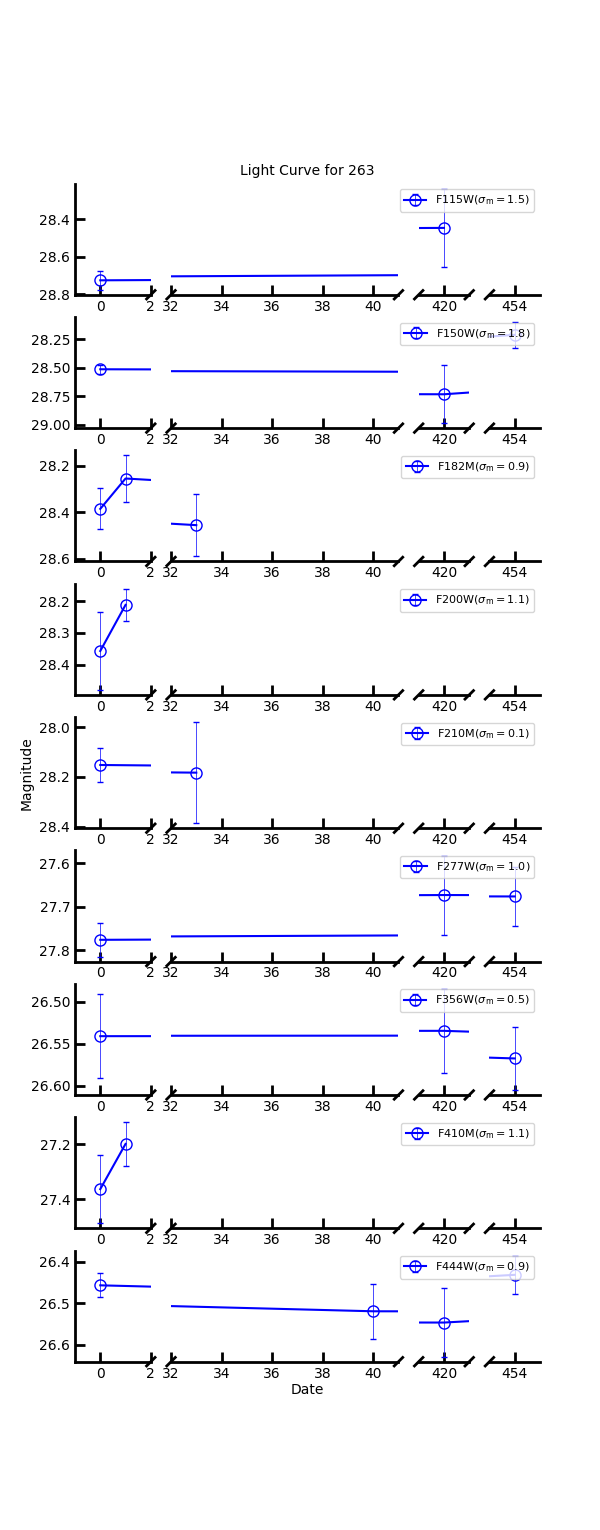 Light Curve for 263
F115W(σm = 1.5)
28.4
28.6
28.8
0 2 32 34 36 38 40 420 454
F150W(σm = 1.8)
28.25
28.50
28.75
29.00
0 2 32 34 36 38 40 420 454
F182M(σm = 0.9)
28.2
28.4
28.6
0 2 32 34 36 38 40 420 454
F200W(σm = 1.1)
28.2
28.3
28.4
0 2 32 34 36 38 40 420 454
F210M(σm = 0.1)
28.0
28.2
28.4
Magnitude
0 2 32 34 36 38 40 420 454
F277W(σm = 1.0)
27.6
27.7
27.8
0 2 32 34 36 38 40 420 454
F356W(σm = 0.5)
26.50
26.55
26.60
0 2 32 34 36 38 40 420 454
F410M(σm = 1.1)
27.2
27.4
0 2 32 34 36 38 40 420 454
F444W(σm = 0.9)
26.4
26.5
26.6
0 2 32 34 36 38 40 420 454
Date